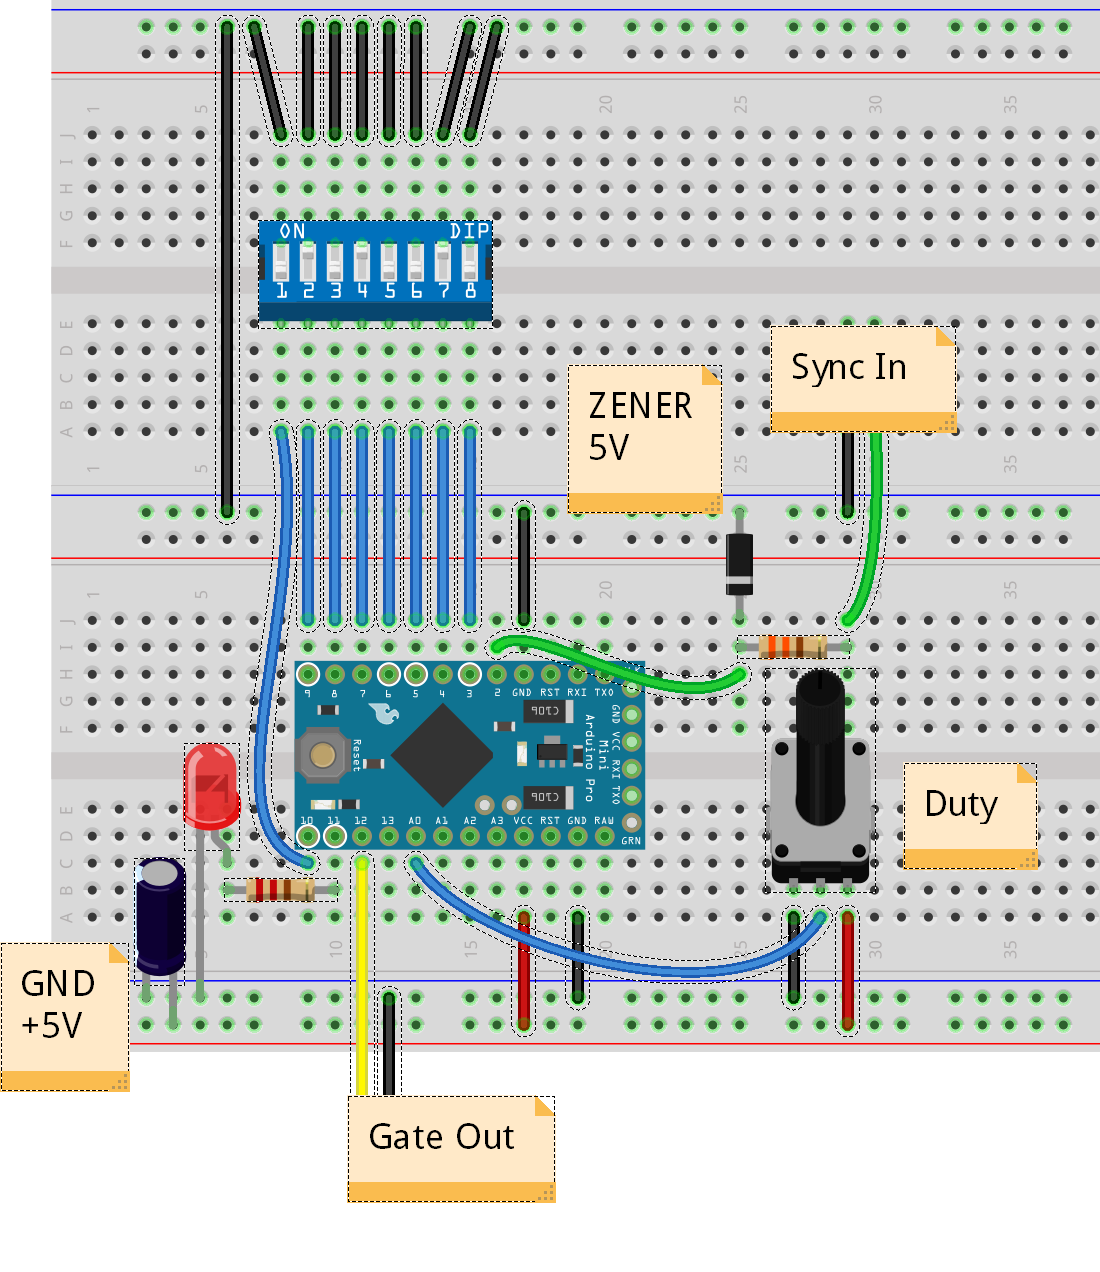 1 5 20 25 30 35
J
I
H
G
F
ON DIP
1 2 3 4 5 6 7 8
E
D
C
B
A
Sync In
ZENER
5V
1 5 25 35
5 20 35
J
I
H
G
F
9 8 7 6 5 4 3 2 GND RST RXI TXO
GND VCC RXI TXO
GRN
C106
Reset
Arduino Pro
Mini
C106
10 11 12 13 A0 A1 A2 A3 VCC RST GND RAW
Duty
E
D
C
B
A
10 15 20 25 30 35
GND
+5V
Gate Out